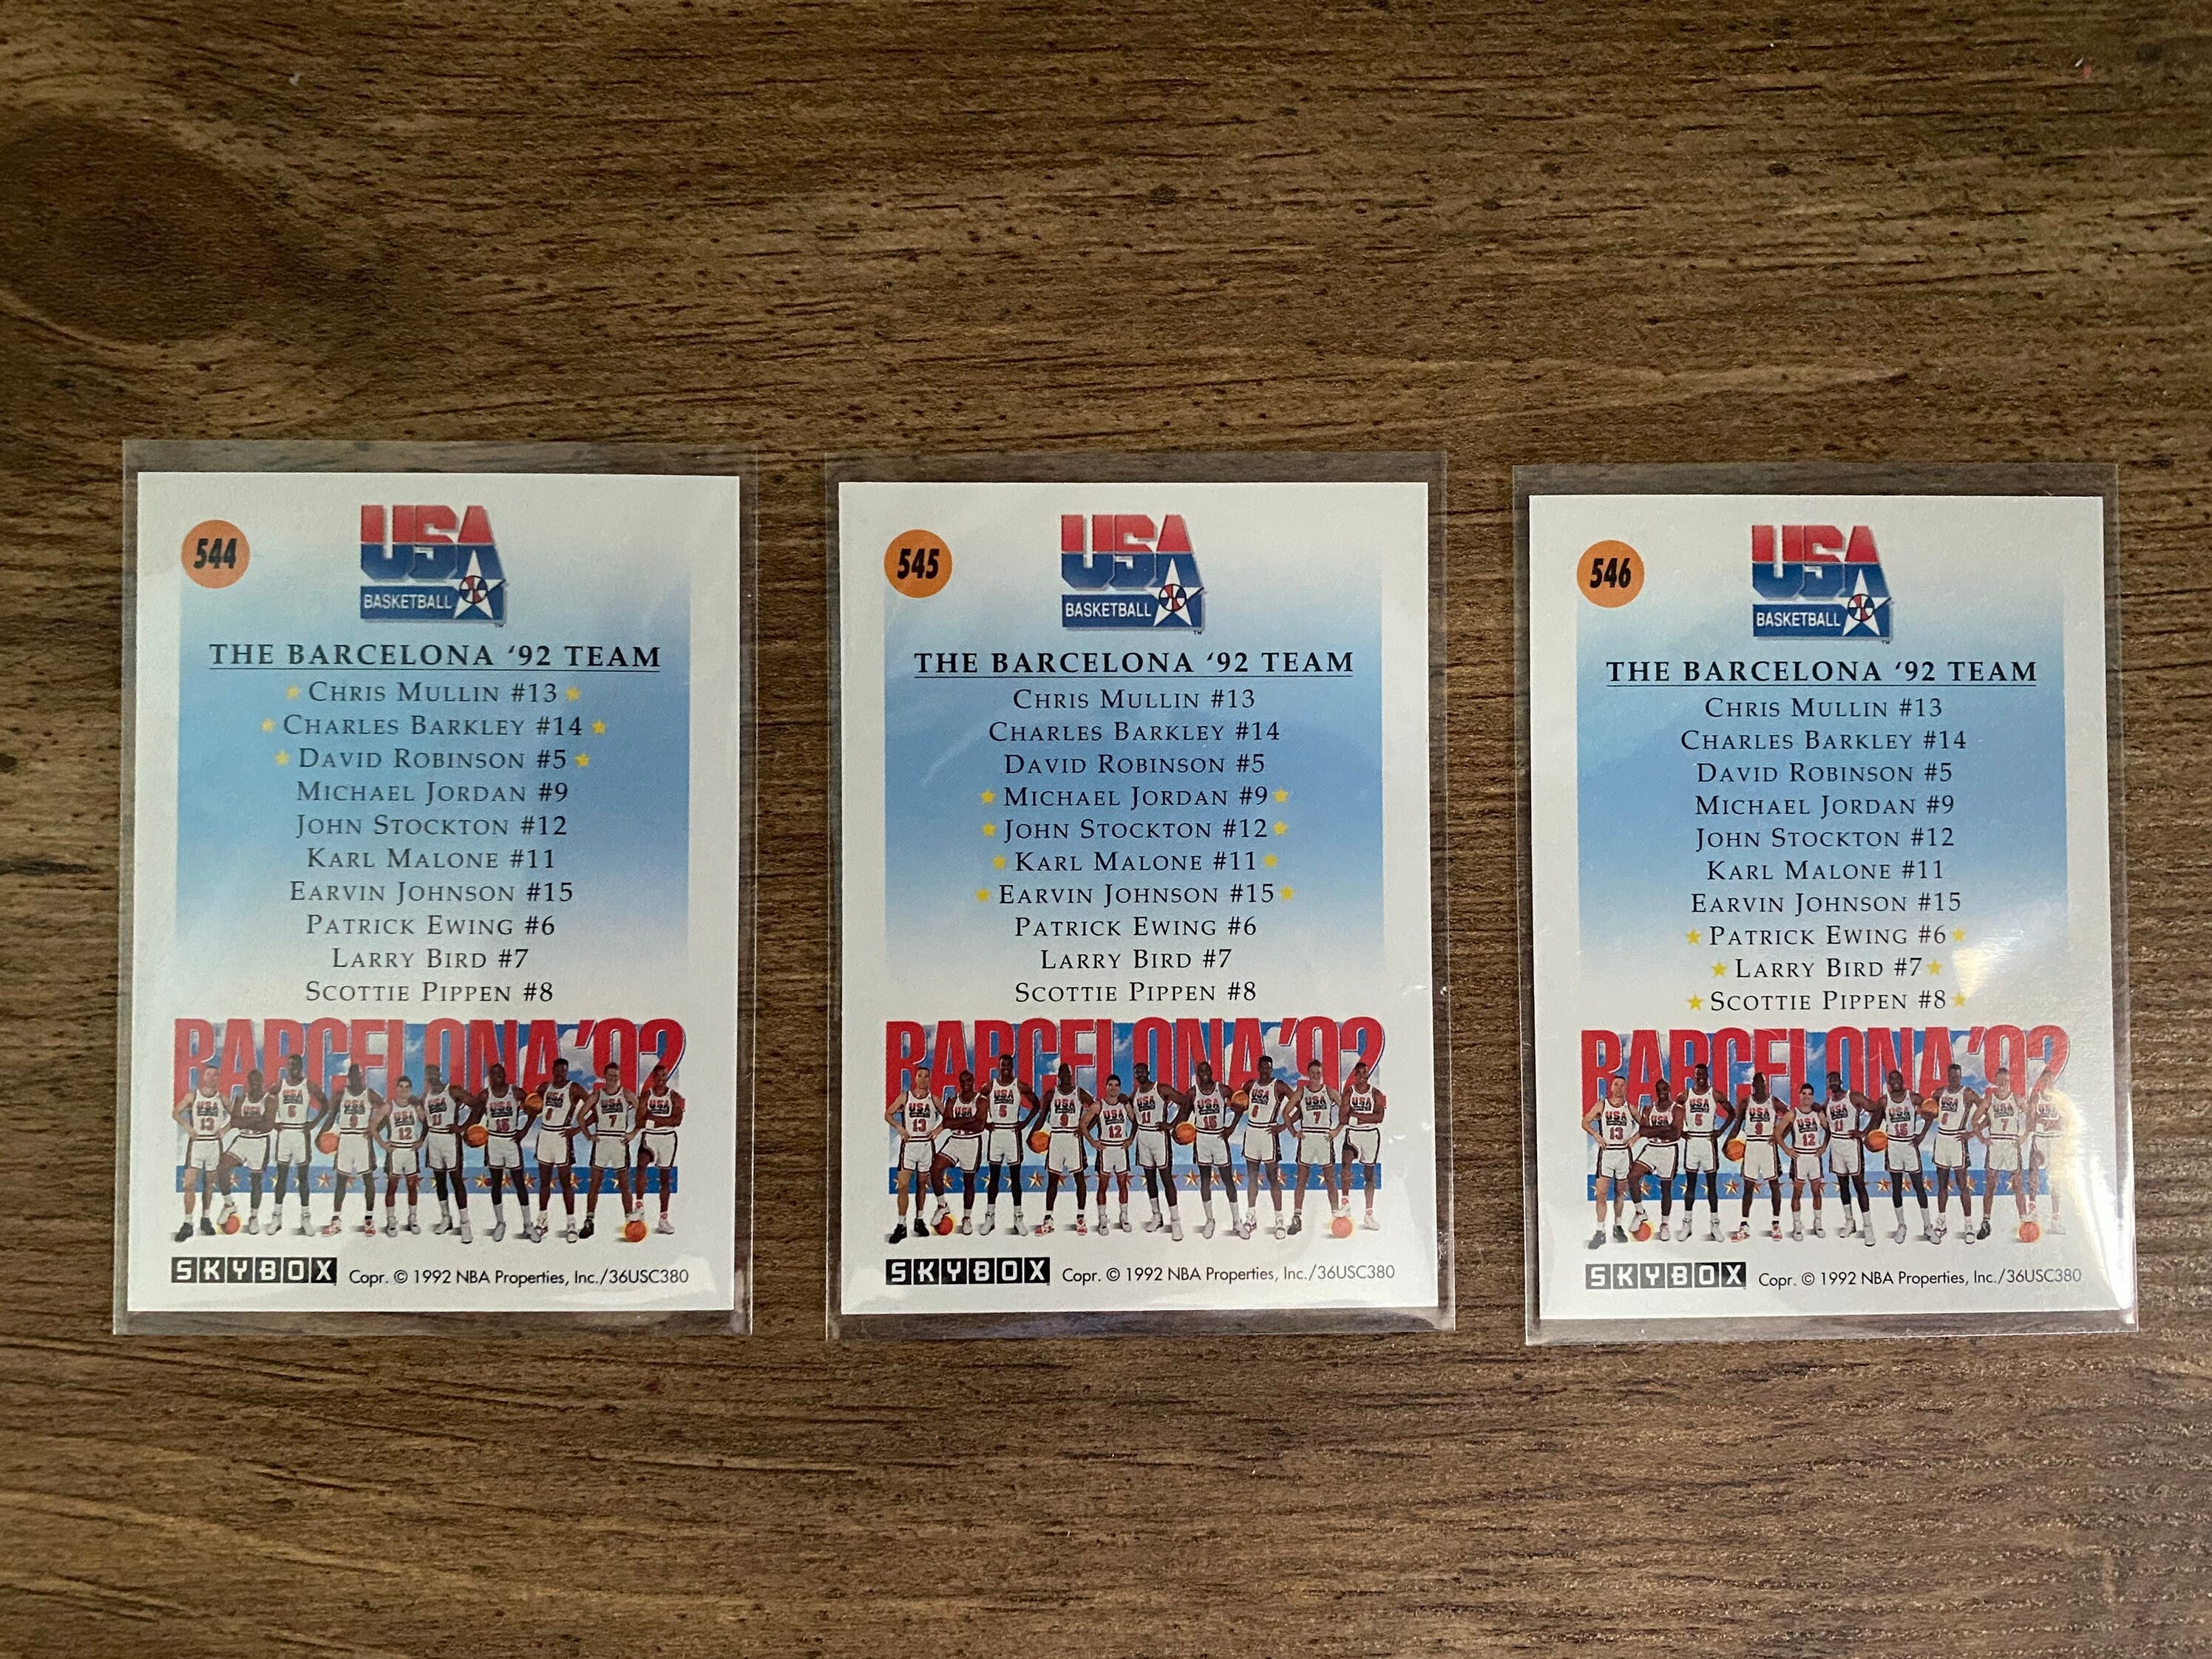 544
USA
BASKETBALL
THE BARCELONA ‘92 TEAM
CHRIS MULLIN #13
CHARLES BARKLEY #14
DAVID ROBINSON #5
MICHAEL JORDAN #9
JOHN STOCKTON #12
KARL MALONE #11
EARVIN JOHNSON #15
PATRICK EWING #6
LARRY BIRD #7
SCOTTIE PIPPEN #8
BARCELONA '92
SKYBOX Copr. © 1992 NBA Properties, Inc./36USC380
545
USA
BASKETBALL
TM
THE BARCELONA ‘92 TEAM
CHRIS MULLIN #13
CHARLES BARKLEY #14
DAVID ROBINSON #5
MICHAEL JORDAN #9
JOHN STOCKTON #12
KARL MALONE #11
EARVIN JOHNSON #15
PATRICK EWING #6
LARRY BIRD #7
SCOTTIE PIPPEN #8
BARCELONA '92
SKYBOX Copr. © 1992 NBA Properties, Inc./36USC380
546
USA
BASKETBALL
TM
THE BARCELONA ‘92 TEAM
CHRIS MULLIN #13
CHARLES BARKLEY #14
DAVID ROBINSON #5
MICHAEL JORDAN #9
JOHN STOCKTON #12
KARL MALONE #11
EARVIN JOHNSON #15
PATRICK EWING #6
LARRY BIRD #7
SCOTTIE PIPPEN #8
BARCELONA '92
SKYBOX Copr. © 1992 NBA Properties, Inc./36USC380